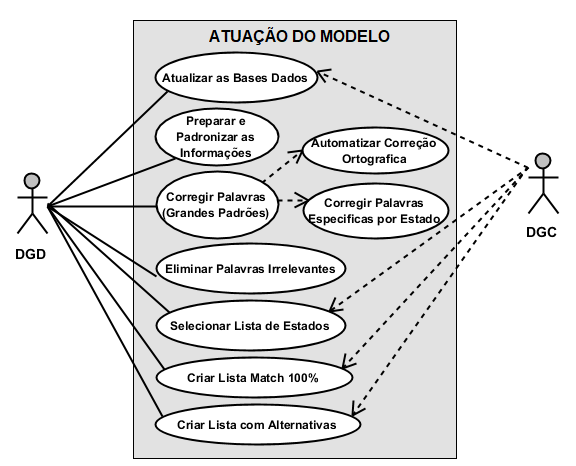 ATUAÇÃO DO MODELO
Atualizar as Bases Dados
Preparar e
Padronizar as
Informações
Automatizar Correção
Ortografica
Corregir Palavras
(Grandes Padrões)
Corregir Palavras
Especificas por Estado
Eliminar Palavras Irrelevantes
Selecionar Lista de Estados
Criar Lista Match 100%
Criar Lista com Alternativas
DGD
DGC